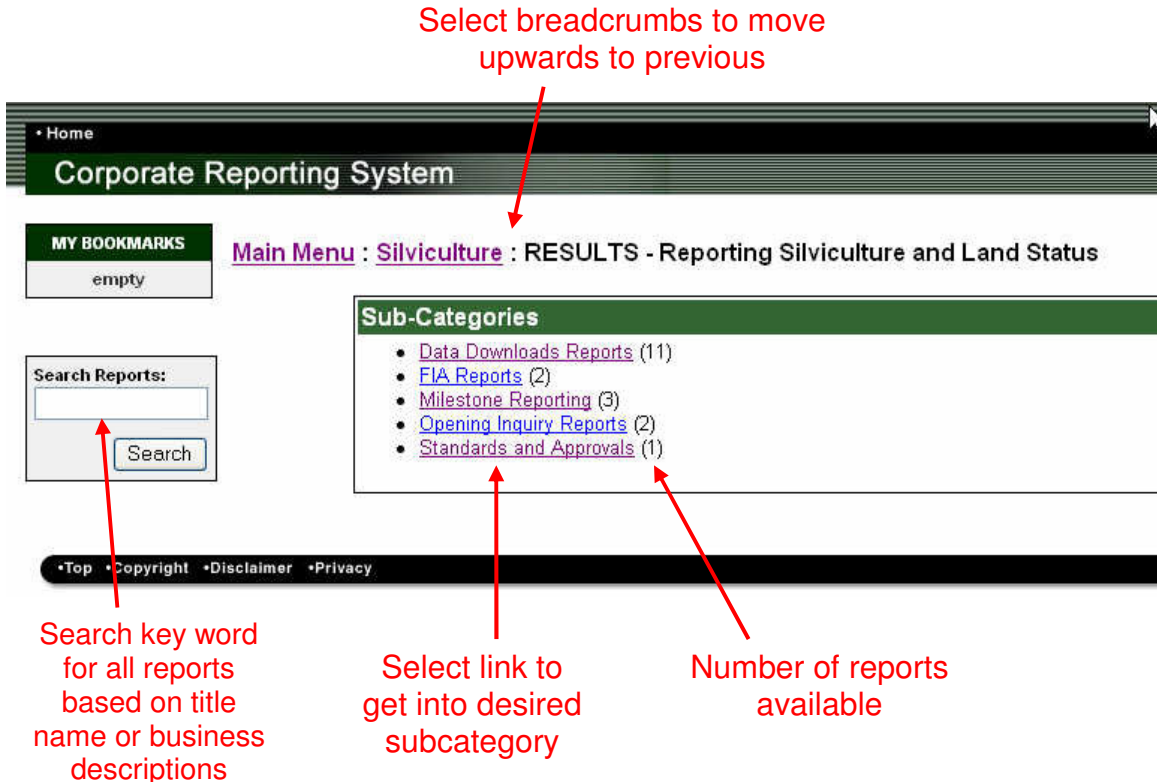 Select breadcrumbs to move
upwards to previous
• Home
Corporate Reporting System
MY BOOKMARKS
empty
Main Menu : Silviculture : RESULTS - Reporting Silviculture and Land Status
Sub-Categories
• Data Downloads Reports (11)
• FIA Reports (2)
• Milestone Reporting (3)
• Opening Inquiry Reports (2)
• Standards and Approvals (1)
Search Reports:
Search
•Top •Copyright •Disclaimer •Privacy
Search key word
for all reports
based on title
name or business
descriptions
Select link to
get into desired
subcategory
Number of reports
available